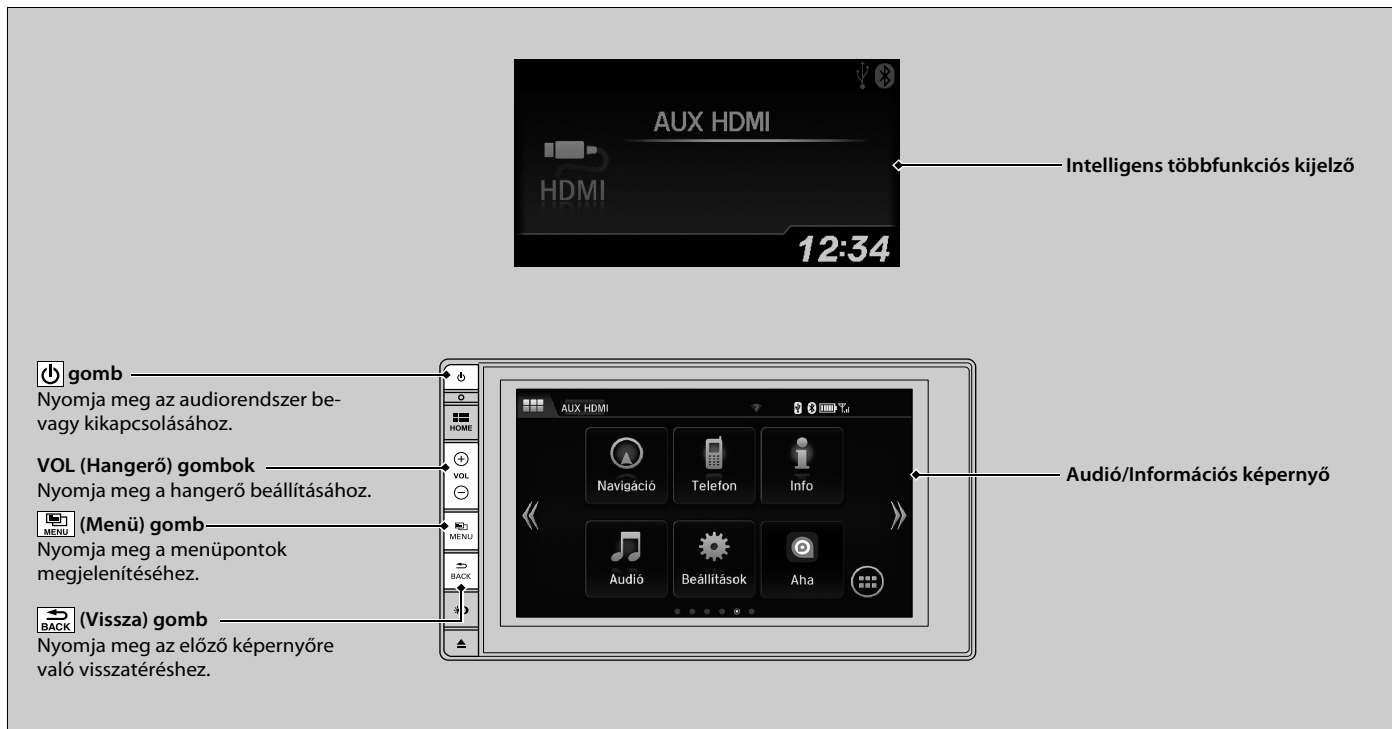 AUX HDMI
HDMI
12:34
Intelligens többfunkciós kijelző
gomb
Nyomja meg az audiorendszer be-
vagy kikapcsolásához.
VOL (Hangerő) gombok
Nyomja meg a hangerő beállításához.
MENU (Menü) gomb
Nyomja meg a menüpontok
megjelenítéséhez.
BACK (Vissza) gomb
Nyomja meg az előző képernyőre
való visszatéréshez.
HOME
VOL
MENU
BACK
AUX HDMI
Navigáció Telefon Info
Audió Beállítások Aha
Audió/Információs képernyő